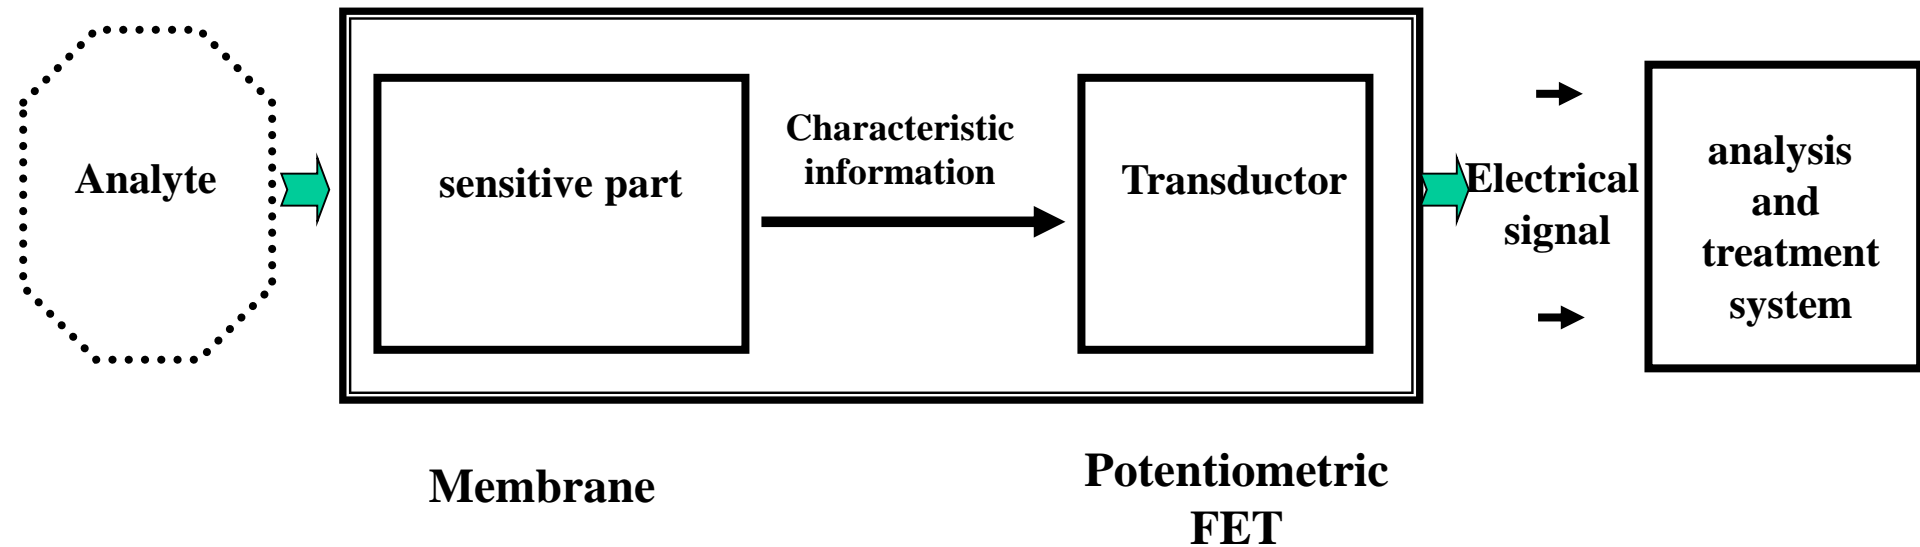 Analyte
sensitive part
Characteristic
information
Transductor
Electrical
signal
analysis
and
treatment
system
Membrane
Potentiometric
FET